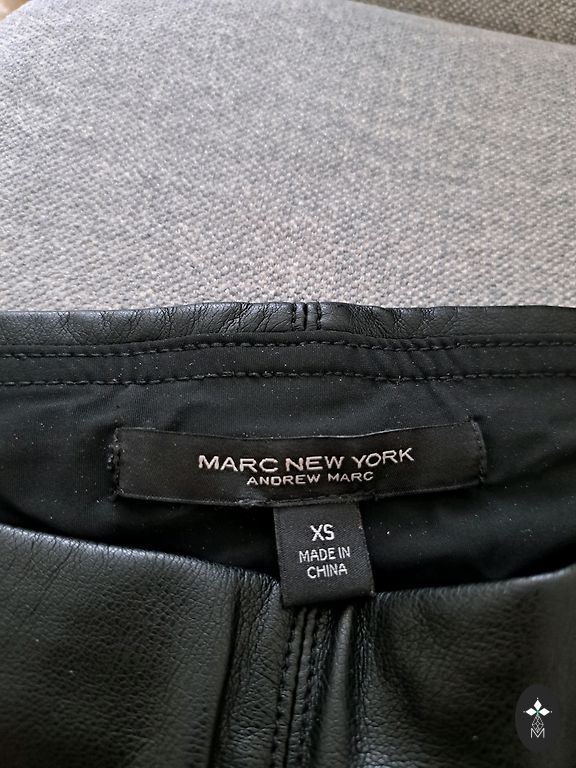 MARC NEW YORK
ANDREW MARC
XS
MADE IN
CHINA
M